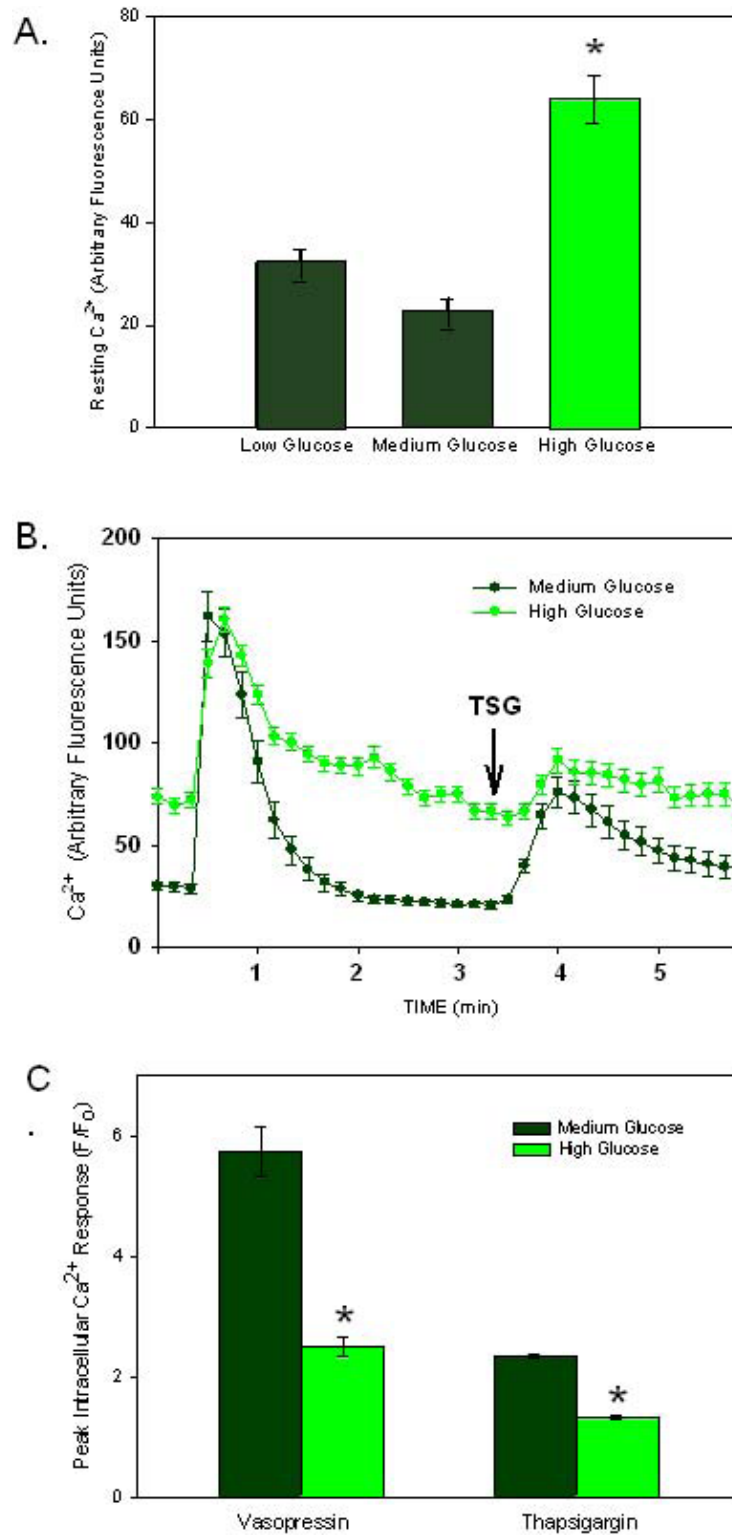 A.
Resting Ca2+ (Arbitrary Fluorescence Units)
80
60
40
20
0
*
Low Glucose Medium Glucose High Glucose
B.
Ca2+ (Arbitrary Fluorescence Units)
200
150
100
50
0
Medium Glucose
High Glucose
TSG
1 2 3 4 5
TIME (min)
C
.
Peak Intracellular Ca2+ Response (F/F0)
6
4
2
0
Medium Glucose
High Glucose
*
*
Vasopressin Thapsigargin